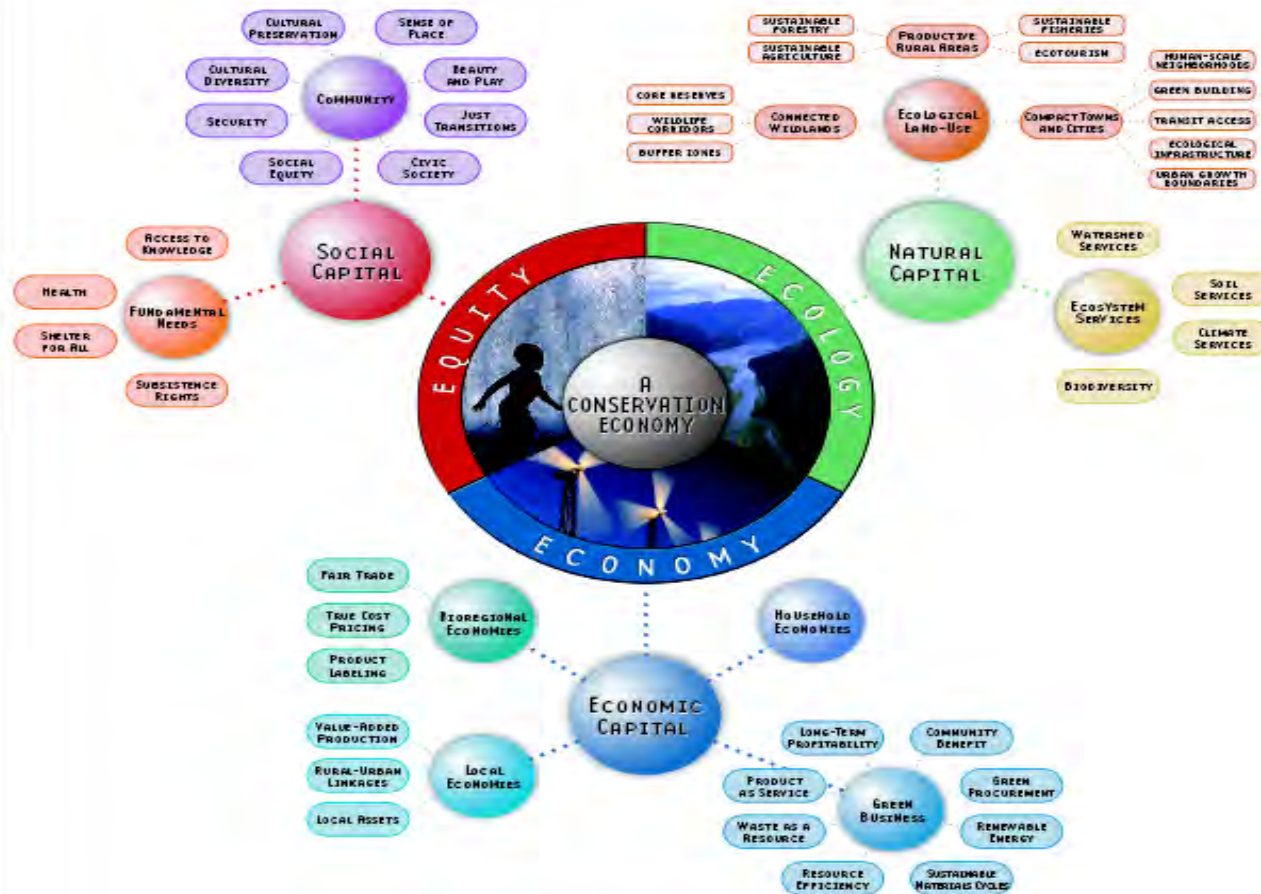 CULTURAL
PRESERVATION
SENSE OF
PLACE
CULTURAL
DIVERSITY
COMMUNITY
BEAUTY
AND PLAY
SECURITY
JUST
TRANSITIONS
SOCIAL
EQUITY
CIVIC
SOCIETY
SOCIAL
CAPITAL
ACCESS TO
KNOWLEDGE
HEALTH
FUNDAMENTAL
NEEDS
SHELTER
FOR ALL
SUBSISTENCE
RIGHTS
SUSTAINABLE
FORESTRY
PRODUCTIVE
RURAL AREAS
SUSTAINABLE
FISHERIES
SUSTAINABLE
AGRICULTURE
ECOTOURISM
CORE RESERVES
WILDLIFE
CORRIDORS
BUFFER ZONES
CONNECTED
WILDLANDS
ECOLOGICAL
LAND-USE
COMPACT TOWNS
AND CITIES
HUMAN-SCALE
NEIGHBORHOODS
GREEN BUILDING
TRANSIT ACCESS
ECOLOGICAL
INFRASTRUCTURE
URBAN GROWTH
BOUNDARIES
NATURAL
CAPITAL
WATERSHED
SERVICES
ECOSYSTEM
SERVICES
SOIL
SERVICES
CLIMATE
SERVICES
BIODIVERSITY
EQUITY
ECOLOGY
A
CONSERVATION
ECONOMY
ECONOMY
FAIR TRADE
TRUE COST
PRICING
PRODUCT
LABELING
BIOREGIONAL
ECONOMIES
HOUSEHOLD
ECONOMIES
ECONOMIC
CAPITAL
VALUE-ADDED
PRODUCTION
RURAL-URBAN
LINKAGES
LOCAL ASSETS
LOCAL
ECONOMIES
LONG-TERM
PROFITABILITY
COMMUNITY
BENEFIT
PRODUCT
AS SERVICE
GREEN
PROCUREMENT
GREEN
BUSINESS
WASTE AS A
RESOURCE
RENEWABLE
ENERGY
RESOURCE
EFFICIENCY
SUSTAINABLE
MATERIALS CYCLES